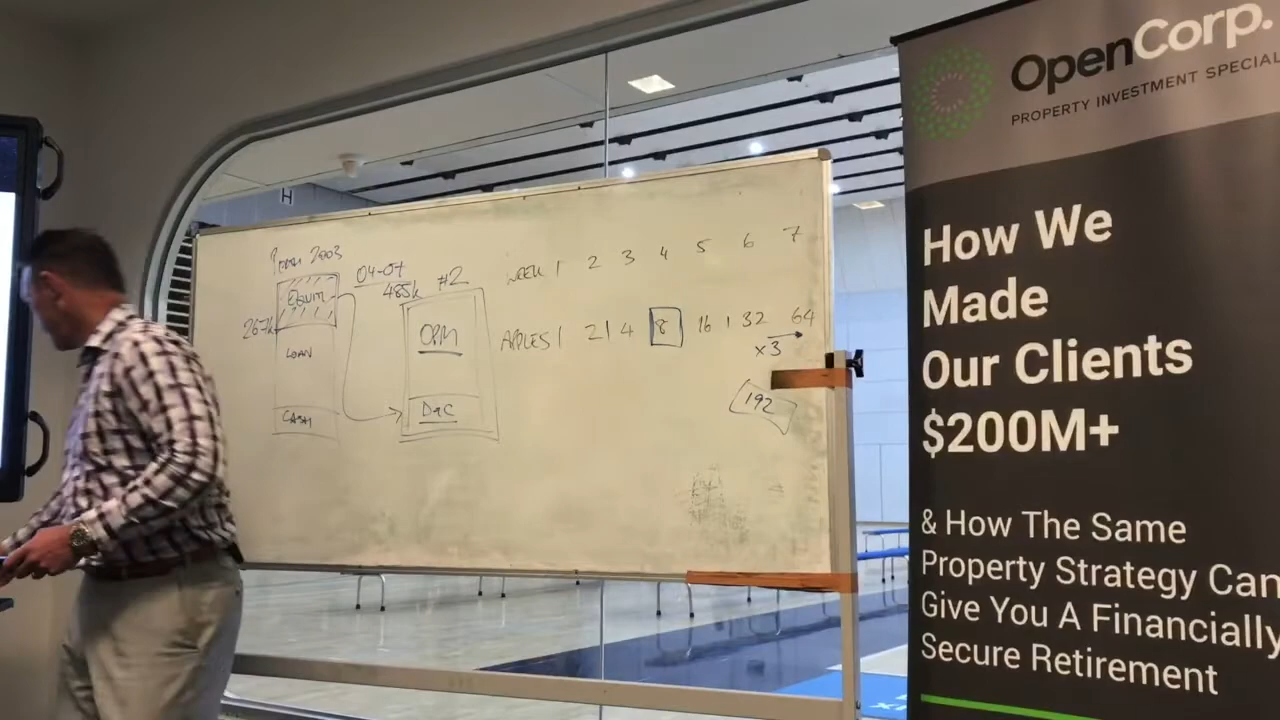 H
2003
04-07
485k #2
EQUITY
267k
LOAN
CASH
OPM
D&C
WEEK 1 2 3 4 5 6 7
APPLES 1 2 4 8 16 32 64
x3
192
OpenCorp.
PROPERTY INVESTMENT SPECIAL
How We
Made
Our Clients
$200M+
& How The Same
Property Strategy Can
Give You A Financially
Secure Retirement